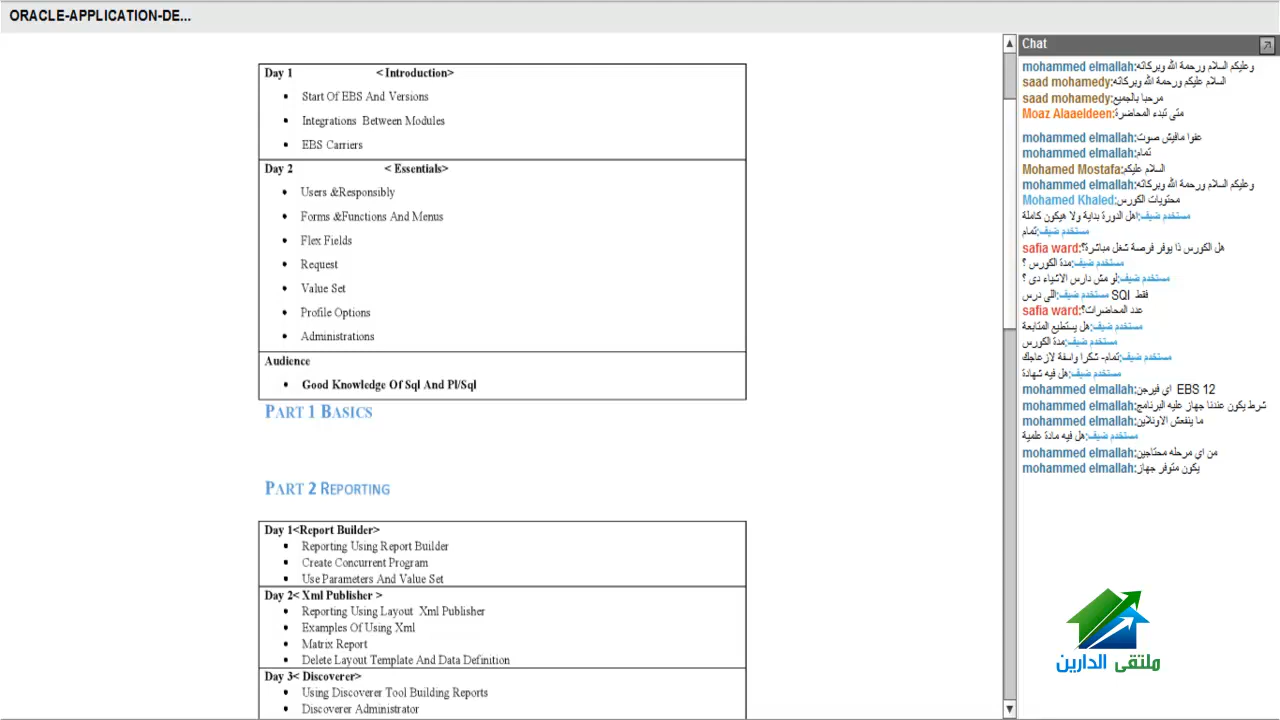 ORACLE-APPLICATION-DE...
Day 1 < Introduction>
• Start Of EBS And Versions
• Integrations Between Modules
• EBS Carriers
Day 2 < Essentials>
• Users &Responsibly
• Forms &Functions And Menus
• Flex Fields
• Request
• Value Set
• Profile Options
• Administrations
Audience
• Good Knowledge Of Sql And Pl/Sql
PART 1 BASICS
PART 2 REPORTING
Day 1<Report Builder>
• Reporting Using Report Builder
• Create Concurrent Program
• Use Parameters And Value Set
Day 2< Xml Publisher >
• Reporting Using Layout Xml Publisher
• Examples Of Using Xml
• Matrix Report
• Delete Layout Template And Data Definition
Day 3< Discoverer>
• Using Discoverer Tool Building Reports
• Discoverer Administrator
Chat
mohammed elmallah:وعليكم السلام ورحمة الله وبركاته
saad mohamedy:السلام عليكم ورحمة الله وبركاته
saad mohamedy:مرحبا بالجميع
Moaz Alaaeldeen:متى تبدء المحاضرة
mohammed elmallah:عفوا مافيش صوت
mohammed elmallah:تمام
Mohamed Mostafa:السلام عليكم
mohammed elmallah:وعليكم السلام ورحمة الله وبركاته
Mohamed Khaled:محتويات الكورس
مستخدم ضيف:اهل الدورة بداية ولا هيكون كاملة
مستخدم ضيف:تمام
safia ward:هل الكورس ذا يوفر فرصة شغل مباشرة؟
مستخدم ضيف:مدة الكورس ؟
مستخدم ضيف:لو مش دارس الاشياء دى ؟
مستخدم ضيف:اللى درس SQl فقط
safia ward:عدد المحاضرات؟
مستخدم ضيف:هل يستطيع المتابعة
مستخدم ضيف:مدة الكورس
مستخدم ضيف:تمام- شكرا واسفة لازعاجك
مستخدم ضيف:هل فيه شهادة
mohammed elmallah:اي فيرجن EBS 12
mohammed elmallah:شرط يكون عندنا جهاز عليه البرنامج
mohammed elmallah:ما ينفعش الاونلاين
مستخدم ضيف:هل فيه مادة علمية
mohammed elmallah:من اي مرحله محتاجين
mohammed elmallah:يكون متوفر جهاز
ملتقى الدارين